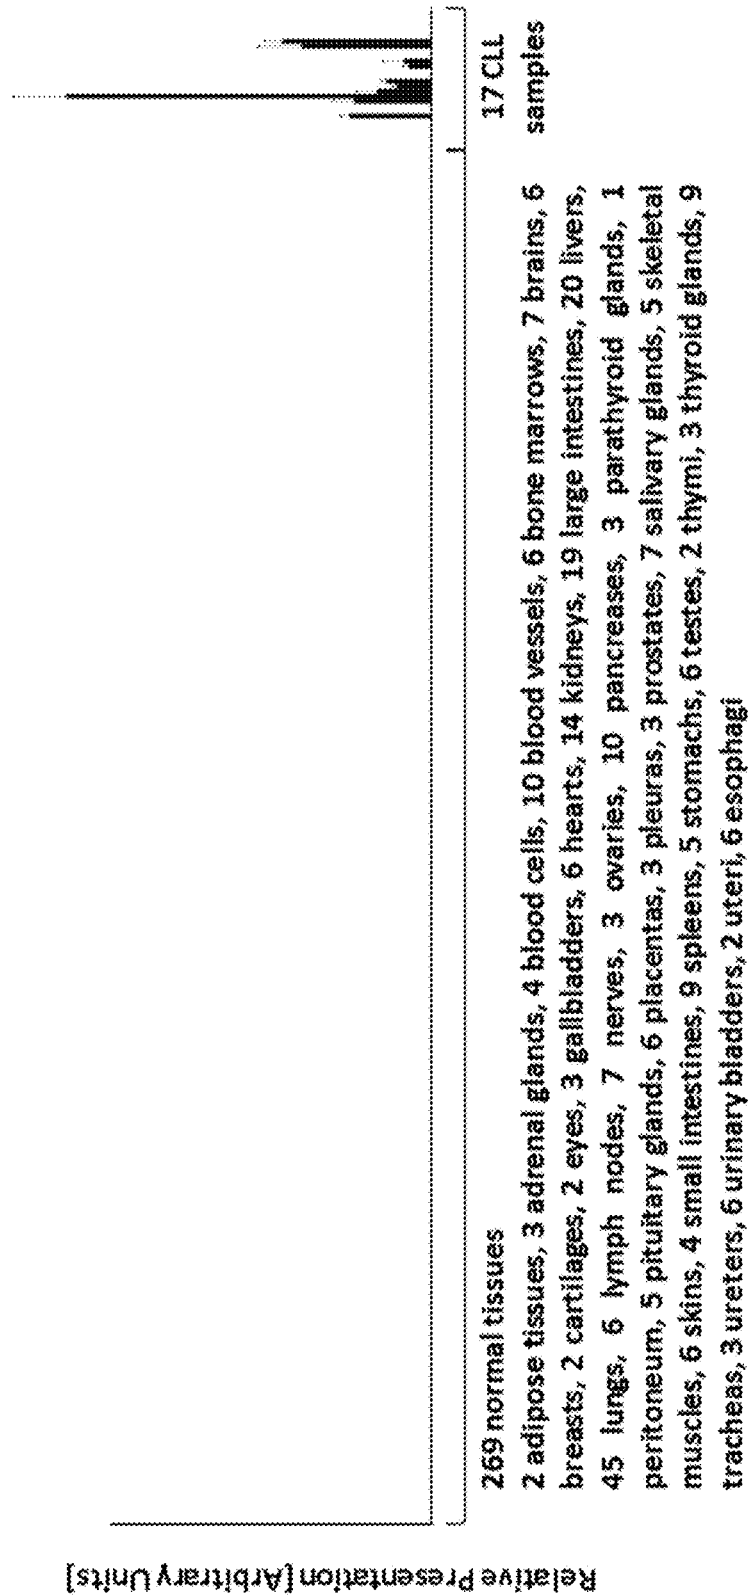 Relative Presentation [Arbitrary Units]
269 normal tissues
17 CLL
samples
2 adipose tissues, 3 adrenal glands, 4 blood cells, 10 blood vessels, 6 bone marrows, 7 brains, 6
breasts, 2 cartilages, 2 eyes, 3 gallbladders, 6 hearts, 14 kidneys, 19 large intestines, 20 livers,
45 lungs, 6 lymph nodes, 7 nerves, 3 ovaries, 10 pancreases, 3 parathyroid glands, 1
peritoneum, 5 pituitary glands, 6 placentas, 3 pleuras, 3 prostates, 7 salivary glands, 5 skeletal
muscles, 6 skins, 4 small intestines, 9 spleens, 5 stomachs, 6 testes, 2 thymi, 3 thyroid glands, 9
tracheas, 3 ureters, 6 urinary bladders, 2 uteri, 6 esophagi